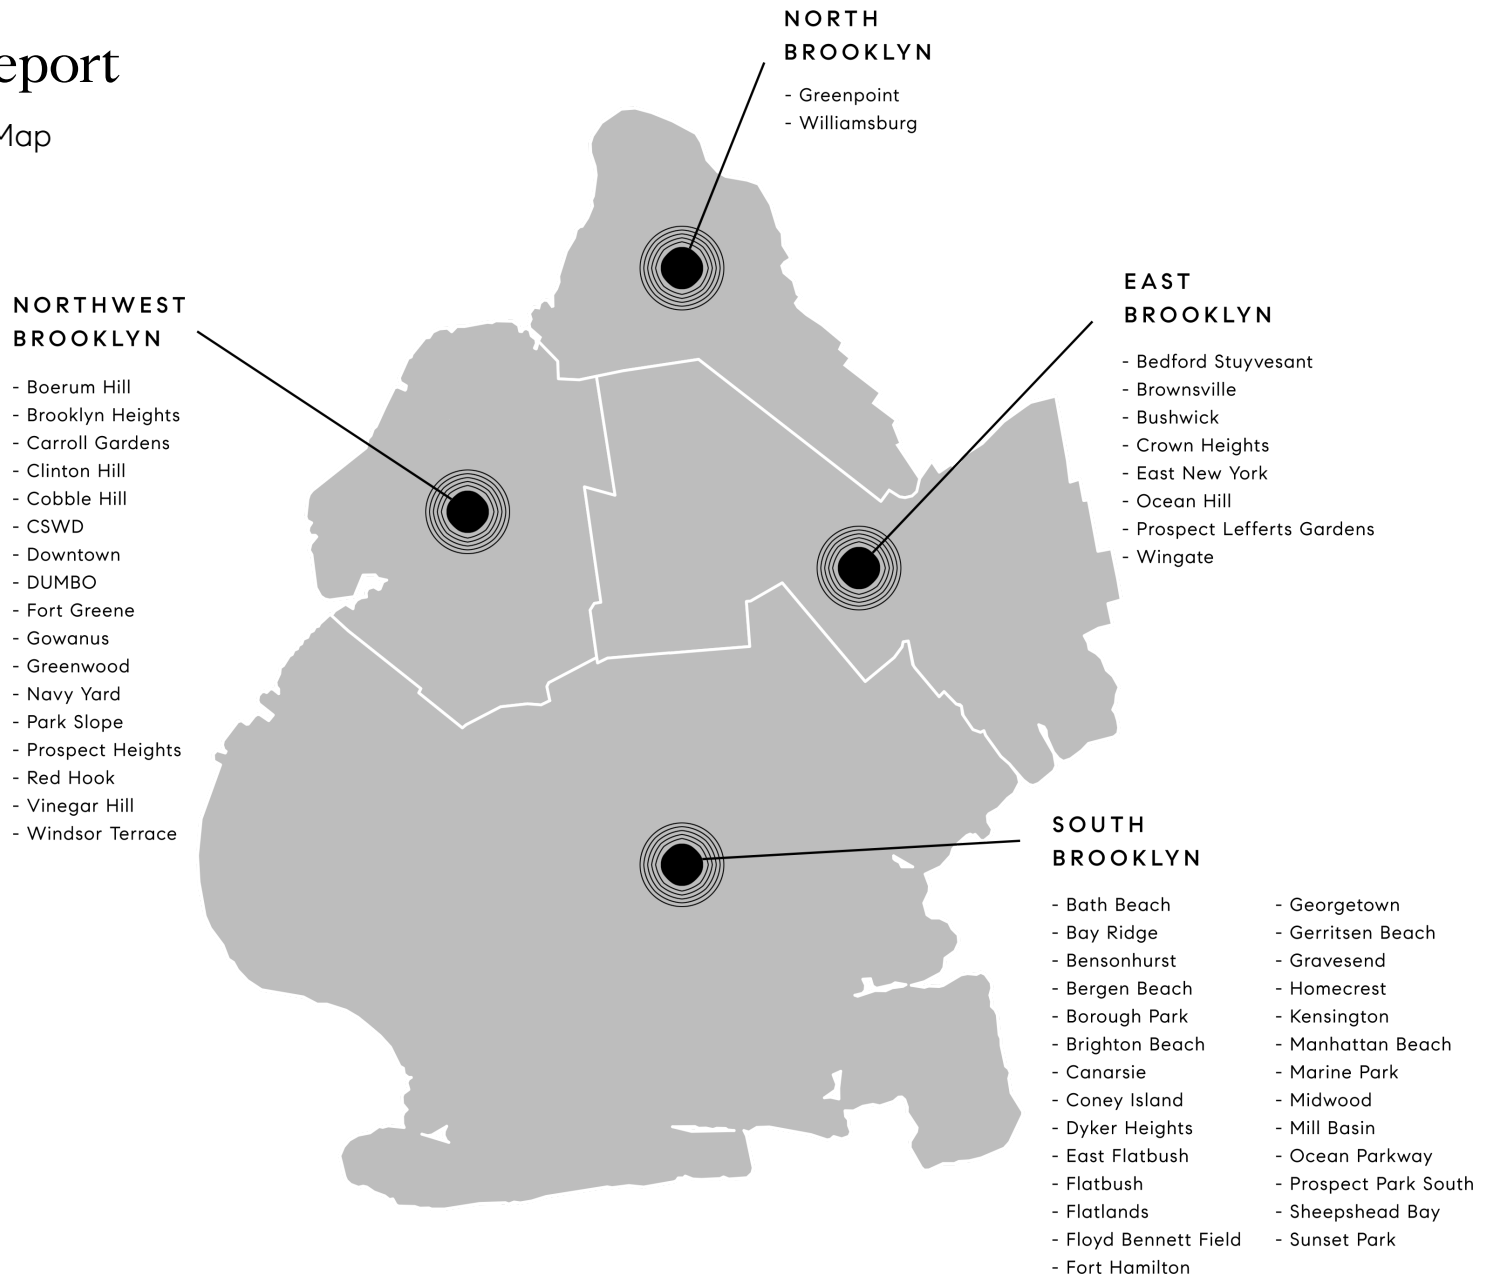 eport
Map
NORTH
BROOKLYN
- Greenpoint
- Williamsburg
NORTHWEST
BROOKLYN
- Boerum Hill
- Brooklyn Heights
- Carroll Gardens
- Clinton Hill
- Cobble Hill
- CSWD
- Downtown
- DUMBO
- Fort Greene
- Gowanus
- Greenwood
- Navy Yard
- Park Slope
- Prospect Heights
- Red Hook
- Vinegar Hill
- Windsor Terrace
EAST
BROOKLYN
- Bedford Stuyvesant
- Brownsville
- Bushwick
- Crown Heights
- East New York
- Ocean Hill
- Prospect Lefferts Gardens
- Wingate
SOUTH
BROOKLYN
- Bath Beach
- Bay Ridge
- Bensonhurst
- Bergen Beach
- Borough Park
- Brighton Beach
- Canarsie
- Coney Island
- Dyker Heights
- East Flatbush
- Flatbush
- Flatlands
- Floyd Bennett Field
- Fort Hamilton
- Georgetown
- Gerritsen Beach
- Gravesend
- Homecrest
- Kensington
- Manhattan Beach
- Marine Park
- Midwood
- Mill Basin
- Ocean Parkway
- Prospect Park South
- Sheepshead Bay
- Sunset Park